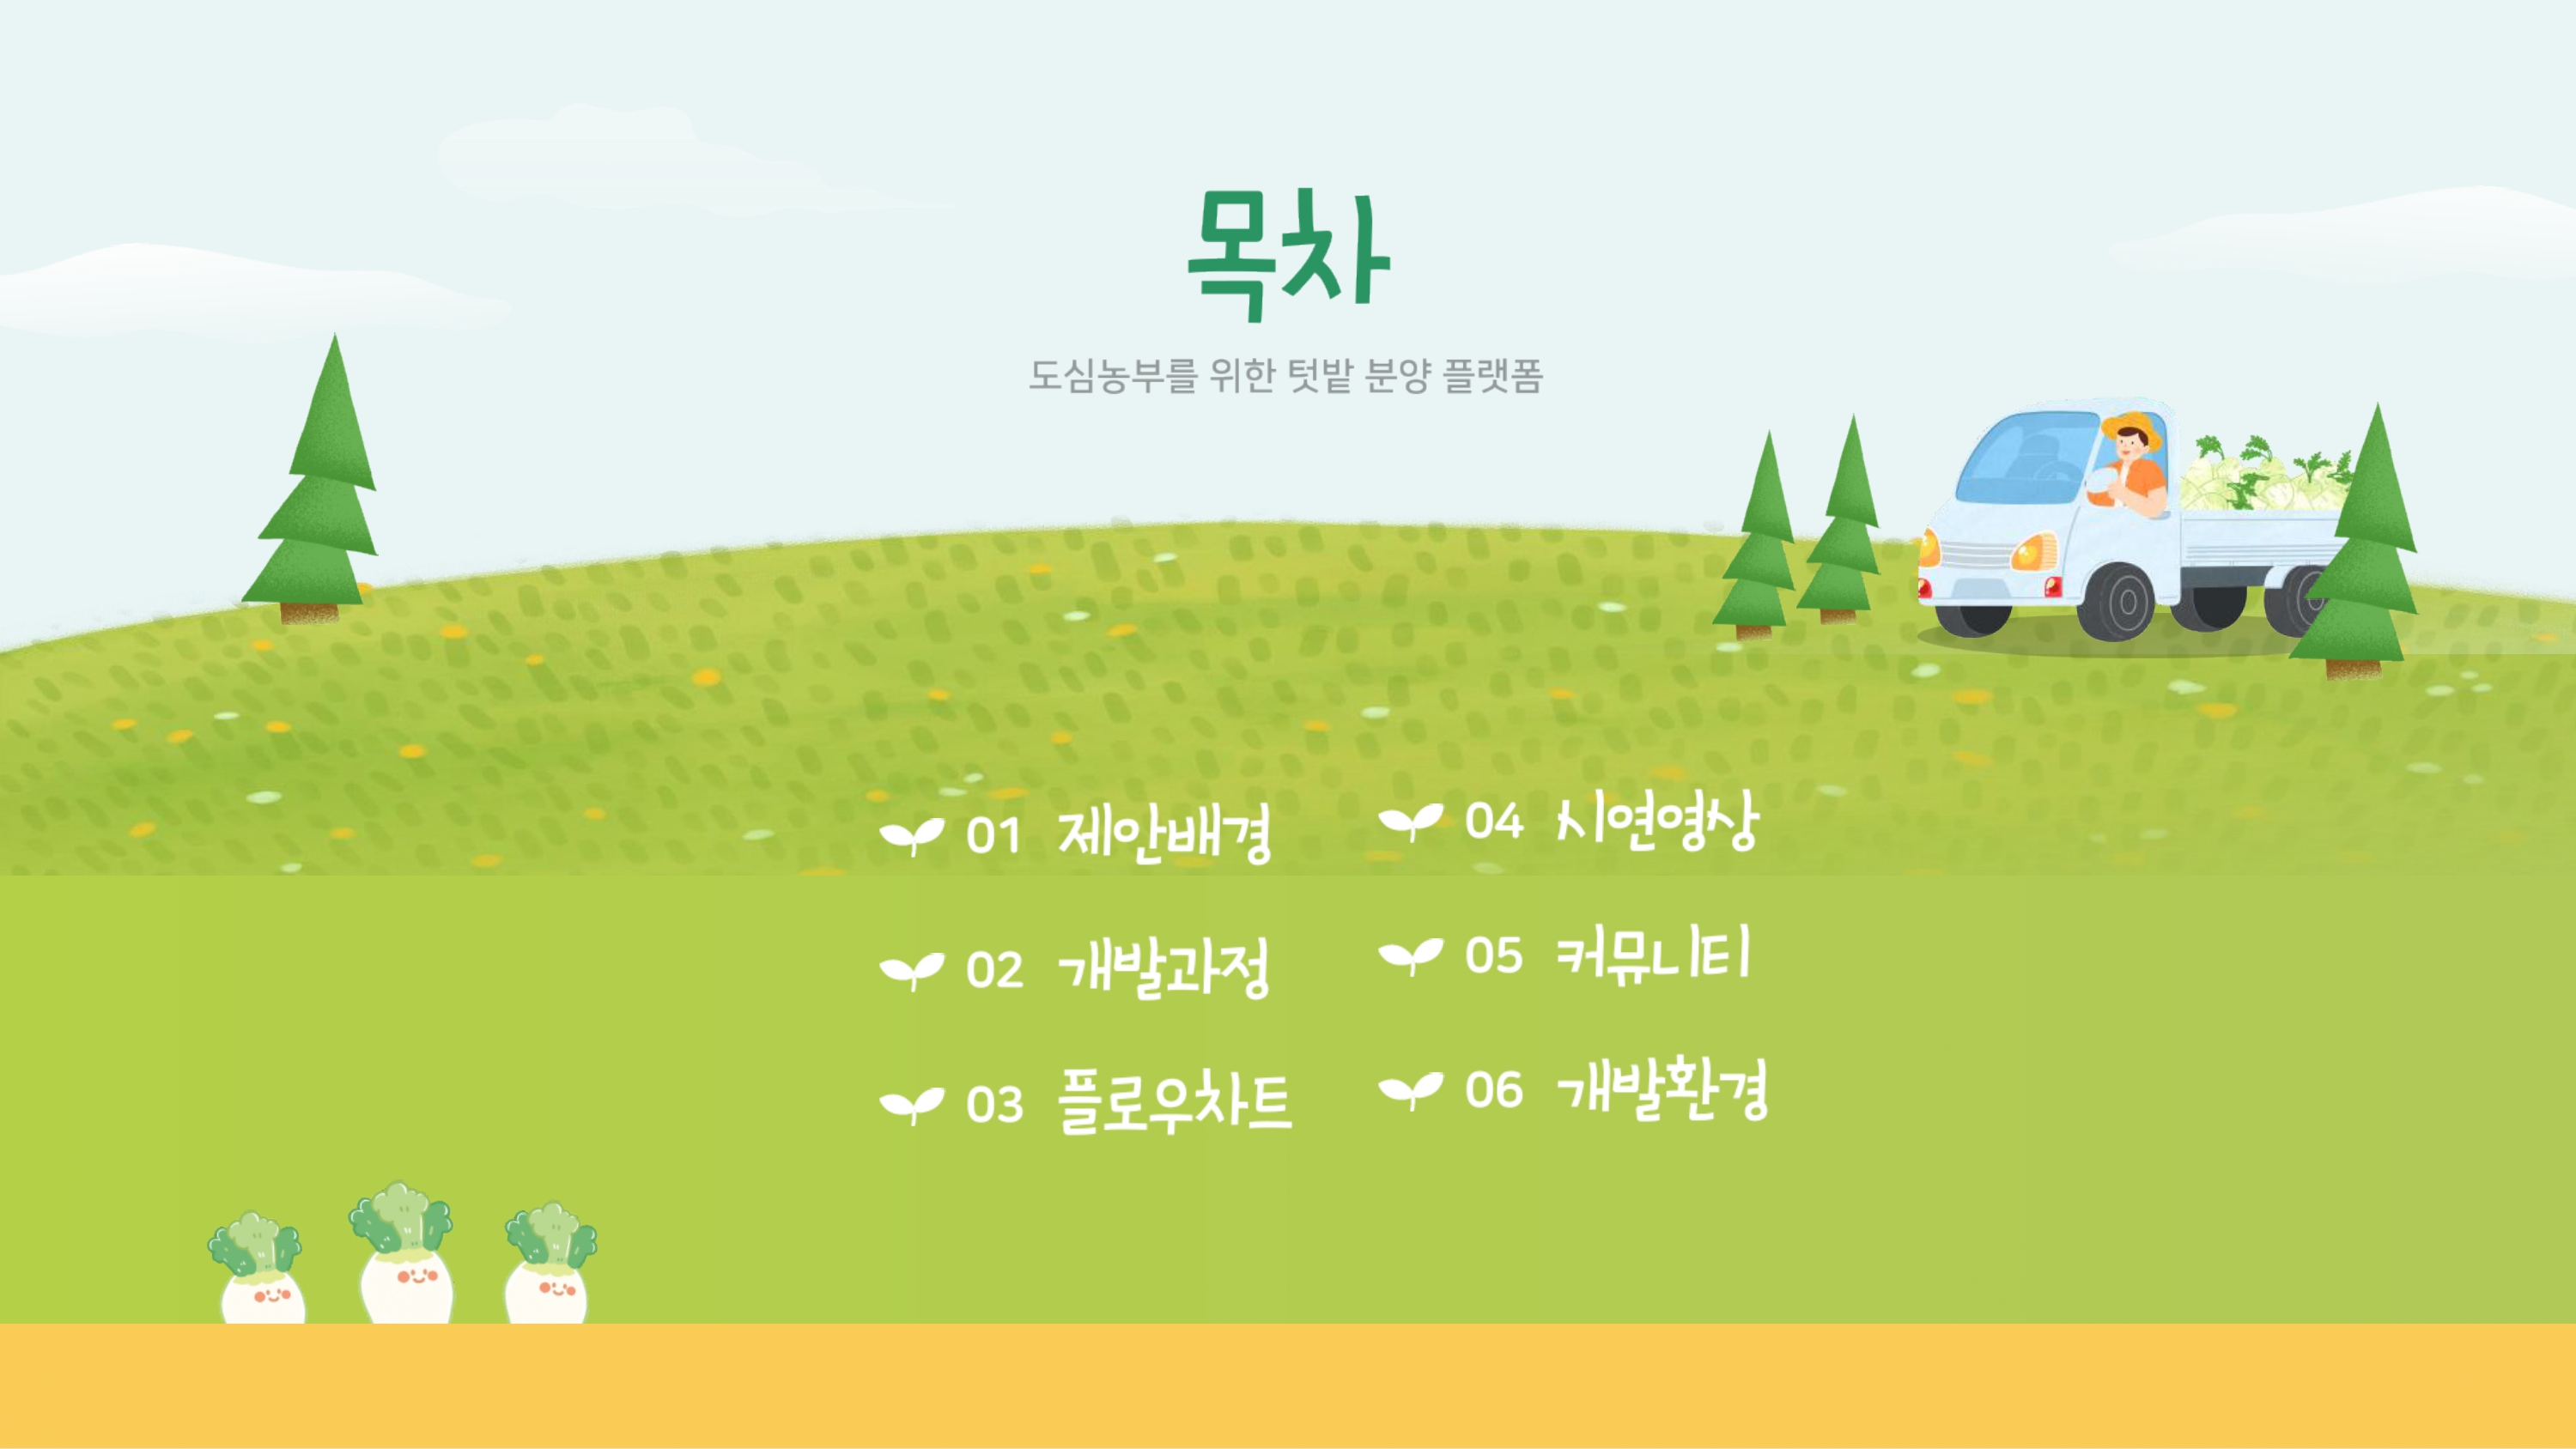 목차
도심농부를 위한 텃밭 분양 플랫폼
01 제안배경
02 개발과정
03 플로우차트
04 시연영상
05 커뮤니티
06 개발환경